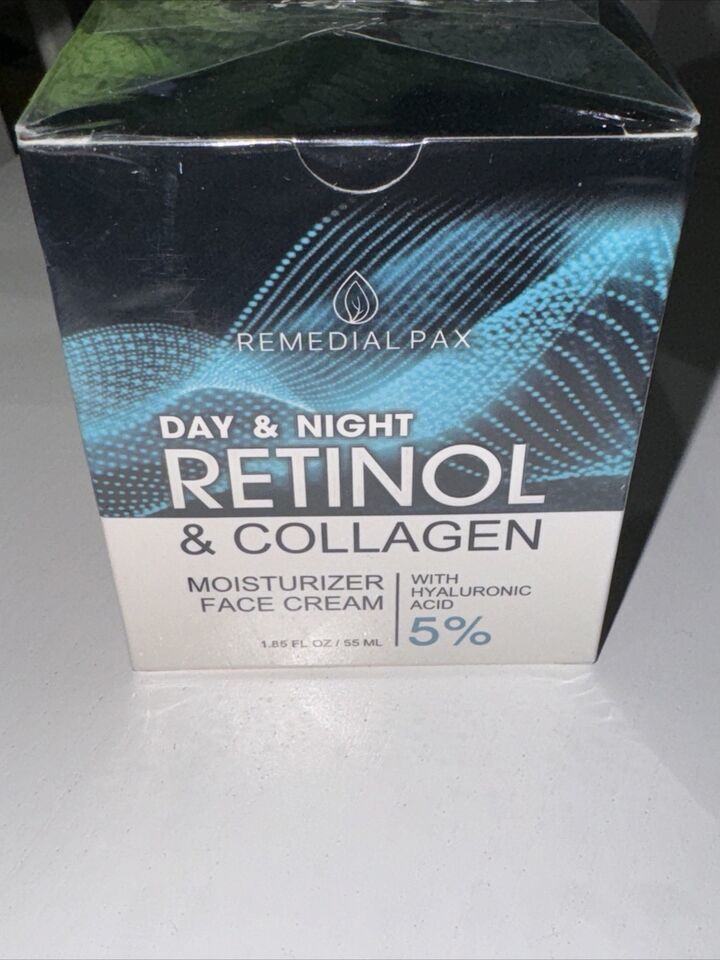 REMEDIAL PAX
DAY & NIGHT
RETINOL
& COLLAGEN
MOISTURIZER
FACE CREAM
1.85 FL OZ / 55 ML
WITH
HYALURONIC
ACID
5%